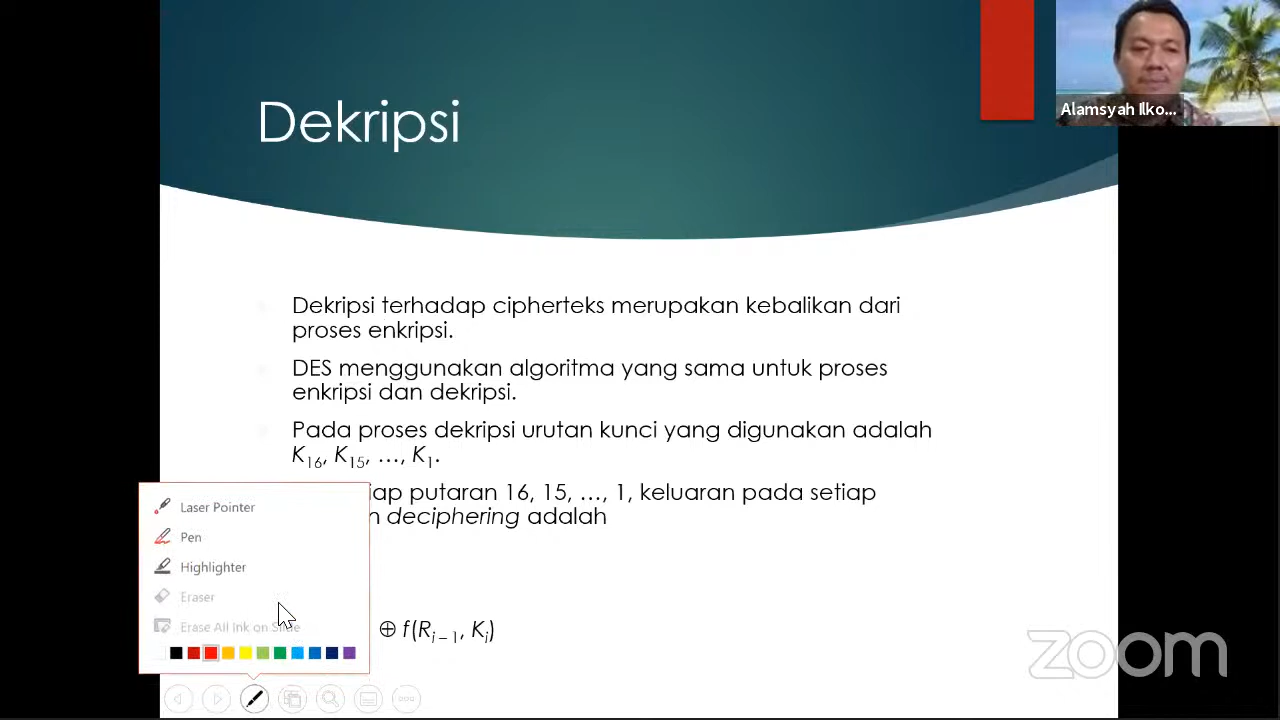 Dekripsi
Alamsyah Ilko...
Dekripsi terhadap cipherteks merupakan kebalikan dari
proses enkripsi.
DES menggunakan algoritma yang sama untuk proses
enkripsi dan dekripsi.
Pada proses dekripsi urutan kunci yang digunakan adalah
K16, K15, …, K1.
putaran 16, 15, …, 1, keluaran pada setiap
deciphering adalah
⊕ f(Ri – 1, Ki)
Laser Pointer
Pen
Highlighter
Eraser
Erase All Ink on Slide
zoom